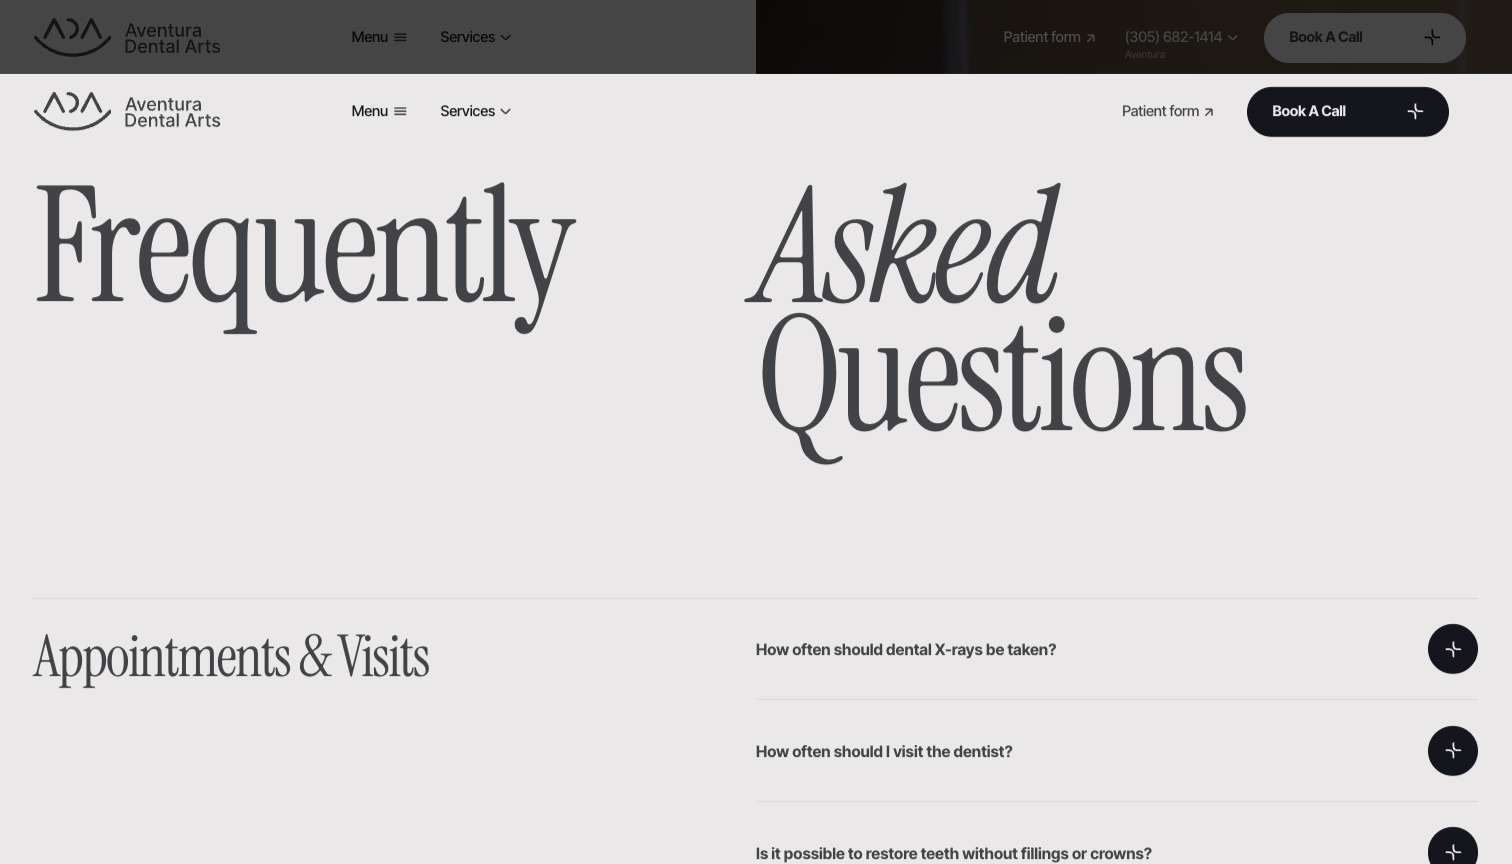 Aventura
Dental Arts
Menu
Services
Patient form
(305) 682-1414
Aventura
Book A Call
Aventura
Dental Arts
Menu
Services
Patient form
Book A Call
Frequently
Asked
Questions
Appointments & Visits
How often should dental X-rays be taken?
How often should I visit the dentist?
Is it possible to restore teeth without fillings or crowns?